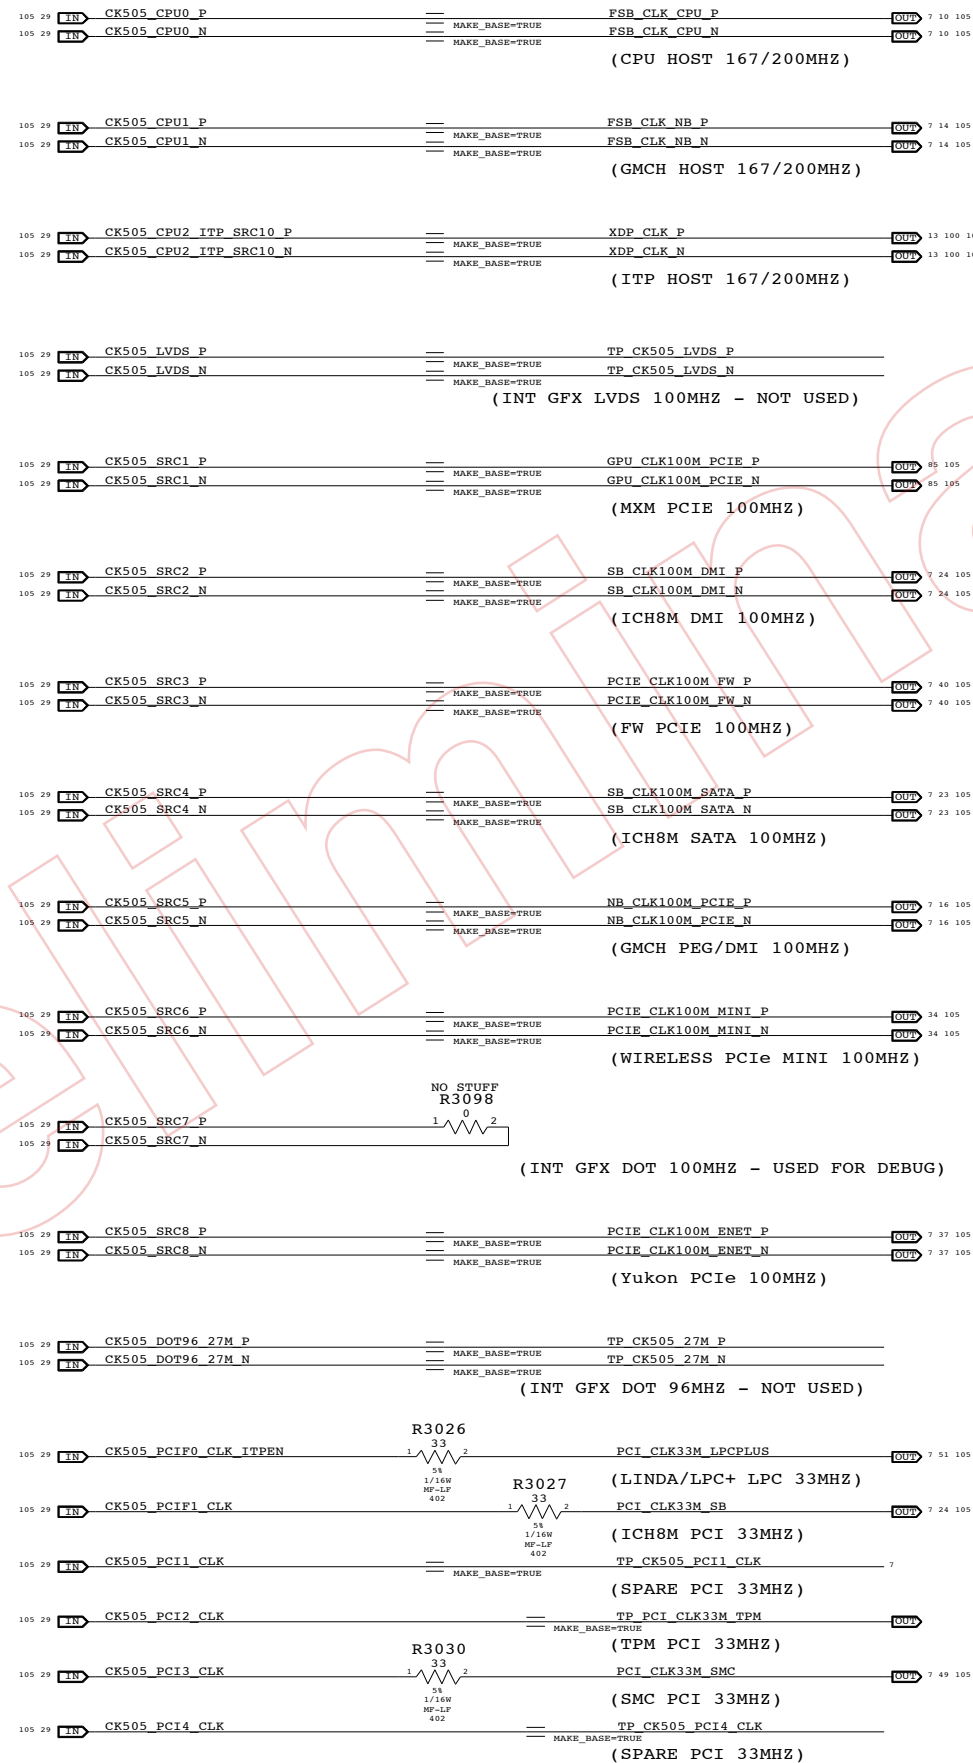 105 29 IN CK505_CPU0_P FSB_CLK_CPU_P OUT 7 10 105
MAKE_BASE=TRUE
105 29 IN CK505_CPU0_N FSB_CLK_CPU_N OUT 7 10 105
MAKE_BASE=TRUE
(CPU HOST 167/200MHZ)
105 29 IN CK505_CPU1_P FSB_CLK_NB_P OUT 7 14 105
MAKE_BASE=TRUE
105 29 IN CK505_CPU1_N FSB_CLK_NB_N OUT 7 14 105
MAKE_BASE=TRUE
(GMCH HOST 167/200MHZ)
105 29 IN CK505_CPU2_ITP_SRC10_P XDP_CLK_P OUT 13 100
MAKE_BASE=TRUE
105 29 IN CK505_CPU2_ITP_SRC10_N XDP_CLK_N OUT 13 100
MAKE_BASE=TRUE
(ITP HOST 167/200MHZ)
105 29 IN CK505_LVDS_P TP_CK505_LVDS_P
MAKE_BASE=TRUE
105 29 IN CK505_LVDS_N TP_CK505_LVDS_N
MAKE_BASE=TRUE
(INT GFX LVDS 100MHZ - NOT USED)
105 29 IN CK505_SRC1_P GPU_CLK100M_PCIE_P OUT 85 105
MAKE_BASE=TRUE
105 29 IN CK505_SRC1_N GPU_CLK100M_PCIE_N OUT 85 105
MAKE_BASE=TRUE
(MXM PCIE 100MHZ)
105 29 IN CK505_SRC2_P SB_CLK100M_DMI_P OUT 7 24 105
MAKE_BASE=TRUE
105 29 IN CK505_SRC2_N SB_CLK100M_DMI_N OUT 7 24 105
MAKE_BASE=TRUE
(ICH8M DMI 100MHZ)
105 29 IN CK505_SRC3_P PCIE_CLK100M_FW_P OUT 7 40 105
MAKE_BASE=TRUE
105 29 IN CK505_SRC3_N PCIE_CLK100M_FW_N OUT 7 40 105
MAKE_BASE=TRUE
(FW PCIE 100MHZ)
105 29 IN CK505_SRC4_P SB_CLK100M_SATA_P OUT 7 23 105
MAKE_BASE=TRUE
105 29 IN CK505_SRC4_N SB_CLK100M_SATA_N OUT 7 23 105
MAKE_BASE=TRUE
(ICH8M SATA 100MHZ)
105 29 IN CK505_SRC5_P NB_CLK100M_PCIE_P OUT 7 16 105
MAKE_BASE=TRUE
105 29 IN CK505_SRC5_N NB_CLK100M_PCIE_N OUT 7 16 105
MAKE_BASE=TRUE
(GMCH PEG/DMI 100MHZ)
105 29 IN CK505_SRC6_P PCIE_CLK100M_MINI_P OUT 34 105
MAKE_BASE=TRUE
105 29 IN CK505_SRC6_N PCIE_CLK100M_MINI_N OUT 34 105
MAKE_BASE=TRUE
(WIRELESS PCIe MINI 100MHZ)
NO STUFF
R3098
0
105 29 IN CK505_SRC7_P 1 2
105 29 IN CK505_SRC7_N
(INT GFX DOT 100MHZ - USED FOR DEBUG)
105 29 IN CK505_SRC8_P PCIE_CLK100M_ENET_P OUT 7 37 105
MAKE_BASE=TRUE
105 29 IN CK505_SRC8_N PCIE_CLK100M_ENET_N OUT 7 37 105
MAKE_BASE=TRUE
(Yukon PCIe 100MHZ)
105 29 IN CK505_DOT96_27M_P TP_CK505_27M_P
MAKE_BASE=TRUE
105 29 IN CK505_DOT96_27M_N TP_CK505_27M_N
MAKE_BASE=TRUE
(INT GFX DOT 96MHZ - NOT USED)
R3026
33
105 29 IN CK505_PCIF0_CLK_ITPEN 1 2 PCI_CLK33M_LPCPLUS OUT 7 51 105
5%
1/16W
MF-LF
402
(LINDA/LPC+ LPC 33MHZ)
R3027
33
105 29 IN CK505_PCIF1_CLK 1 2 PCI_CLK33M_SB OUT 7 24 105
5%
1/16W
MF-LF
402
(ICH8M PCI 33MHZ)
105 29 IN CK505_PCI1_CLK TP_CK505_PCI1_CLK 7
MAKE_BASE=TRUE
(SPARE PCI 33MHZ)
105 29 IN CK505_PCI2_CLK TP_PCI_CLK33M_TPM OUT
MAKE_BASE=TRUE
(TPM PCI 33MHZ)
R3030
33
105 29 IN CK505_PCI3_CLK 1 2 PCI_CLK33M_SMC OUT 7 49 105
5%
1/16W
MF-LF
402
(SMC PCI 33MHZ)
105 29 IN CK505_PCI4_CLK TP_CK505_PCI4_CLK
MAKE_BASE=TRUE
(SPARE PCI 33MHZ)
elimina